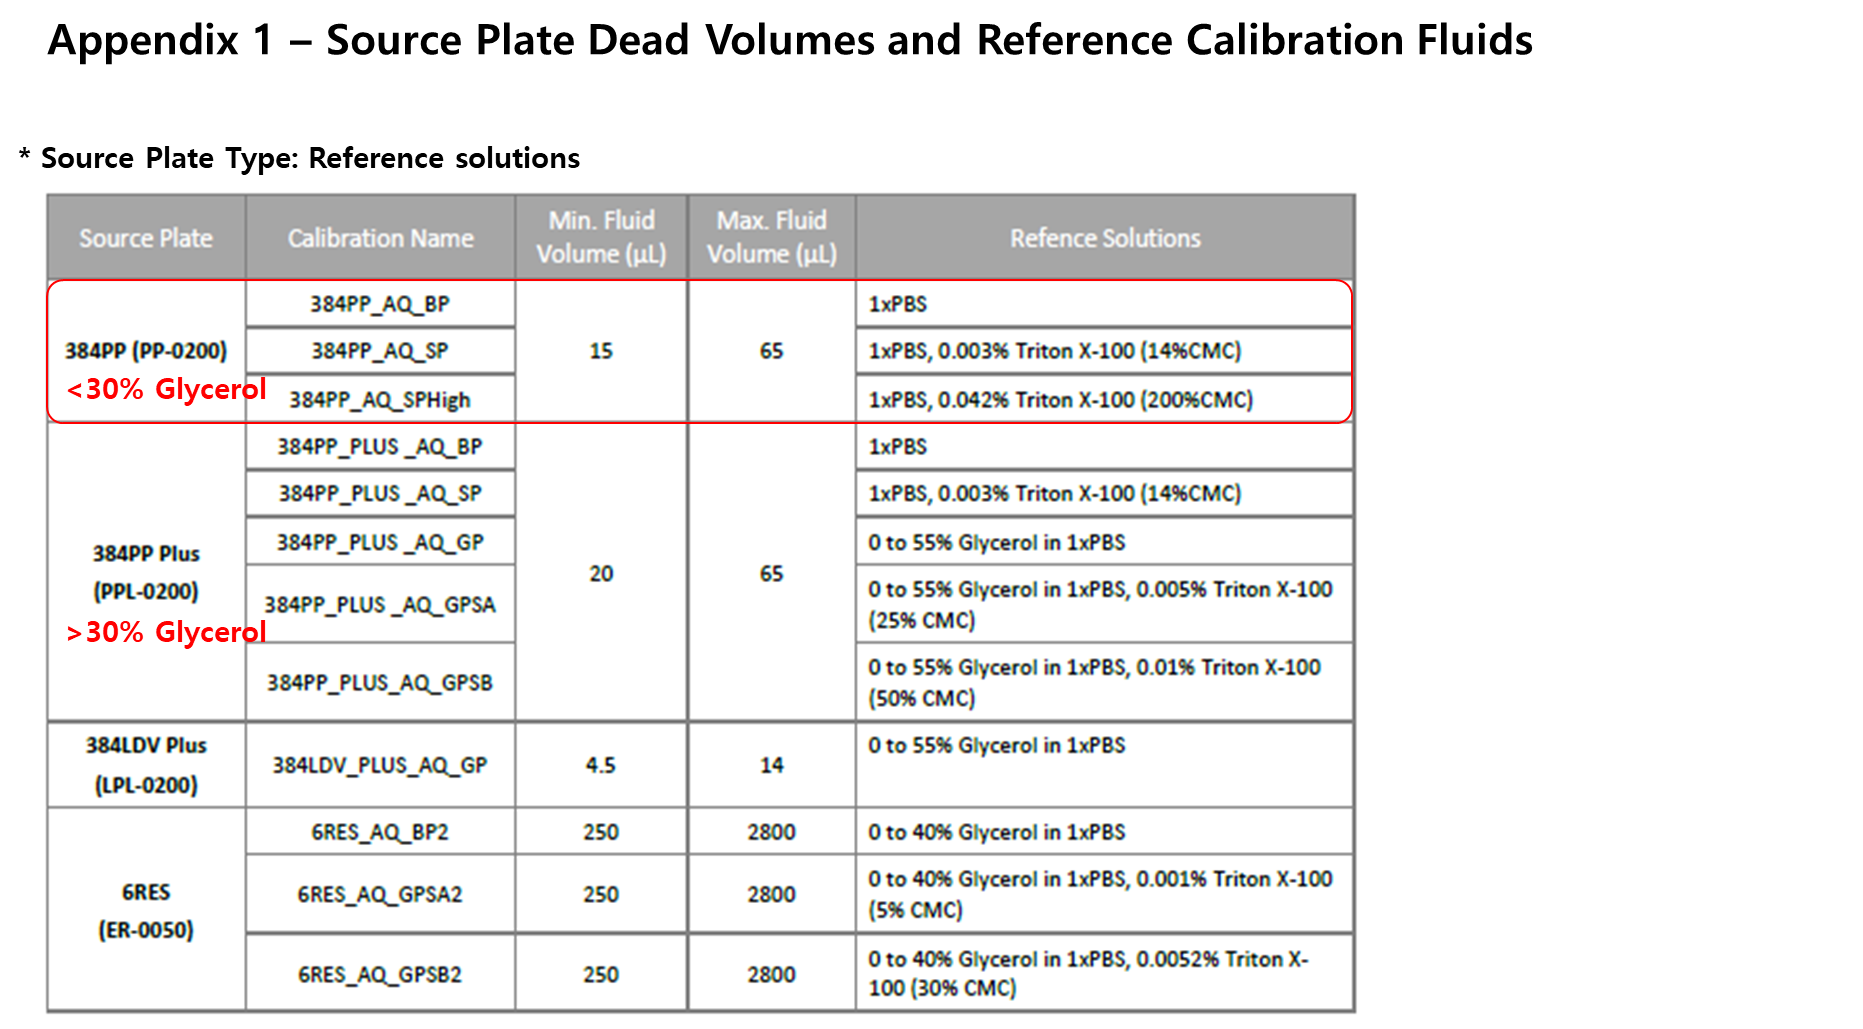 Appendix 1 – Source Plate Dead Volumes and Reference Calibration Fluids
* Source Plate Type: Reference solutions
Source Plate
Calibration Name
Min. Fluid
Volume (µL)
Max. Fluid
Volume (µL)
Refence Solutions
384PP (PP-0200)
<30% Glycerol
384PP_AQ_BP
15
65
1xPBS
384PP_AQ_SP
1xPBS, 0.003% Triton X-100 (14%CMC)
384PP_AQ_SPHigh
1xPBS, 0.042% Triton X-100 (200%CMC)
384PP Plus
(PPL-0200)
>30% Glycerol
384PP_PLUS _AQ_BP
20
65
1xPBS
384PP_PLUS _AQ_SP
1xPBS, 0.003% Triton X-100 (14%CMC)
384PP_PLUS _AQ_GP
0 to 55% Glycerol in 1xPBS
384PP_PLUS _AQ_GPSA
0 to 55% Glycerol in 1xPBS, 0.005% Triton X-100
(25% CMC)
384PP_PLUS_AQ_GPSB
0 to 55% Glycerol in 1xPBS, 0.01% Triton X-100
(50% CMC)
384LDV Plus
(LPL-0200)
384LDV_PLUS_AQ_GP
4.5
14
0 to 55% Glycerol in 1xPBS
6RES
(ER-0050)
6RES_AQ_BP2
250
2800
0 to 40% Glycerol in 1xPBS
6RES_AQ_GPSA2
250
2800
0 to 40% Glycerol in 1xPBS, 0.001% Triton X-100
(5% CMC)
6RES_AQ_GPSB2
250
2800
0 to 40% Glycerol in 1xPBS, 0.0052% Triton X-
100 (30% CMC)